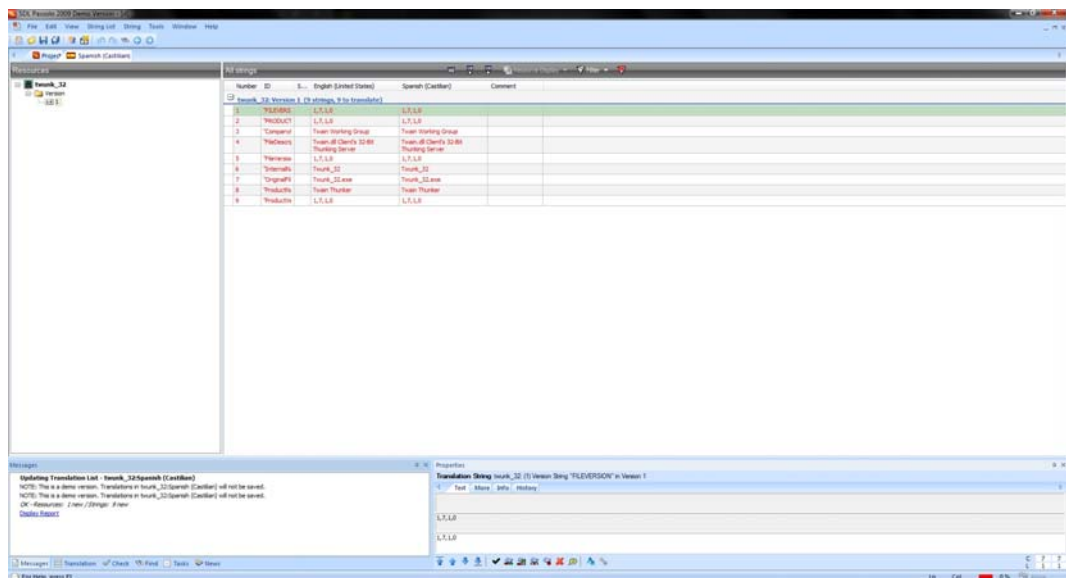 SDL Passolo 2009 Demo Version
File Edit View String List String Tools Window Help
Project Spanish (Castilian)
Resources
All strings
Filter
twunk_32
Version
1
Number ID S... English (United States) Spanish (Castilian) Comment
twunk_32: Version 1 (9 strings, 9 to translate)
1 "FILEVERS 1,7,1,0 1,7,1,0
2 "PRODUCT 1,7,1,0 1,7,1,0
3 Twain Working Group Twain Working Group
4 "FileDescrip Twain.dll Client's 32-Bit Twain.dll Client's 32-Bit
Thunking Server Thunking Server
5 1,7,1,0 1,7,1,0
6 "InternalN Twunk_32 Twunk_32
7 "OriginalFil Twunk_32.exe Twunk_32.exe
8 Twain Thunker Twain Thunker
9 1,7,1,0 1,7,1,0
Messages
Updating Translation List - twunk_32:Spanish (Castilian)
NOTE: This is a demo version. Translations in twunk_32:Spanish (Castilian) will not be saved.
NOTE: This is a demo version. Translations in twunk_32:Spanish (Castilian) will not be saved.
OK - Resources: 1 new / Strings: 9 new
Display Report
Messages Translation Check Find Tasks News
Properties
Translation String twunk_32: (1) Version String "FILEVERSION" in Version 1
Text More Info History
1,7,1,0
1,7,1,0
C 7 7
L 1 1
For Help, press F1
Ln Col 0 %